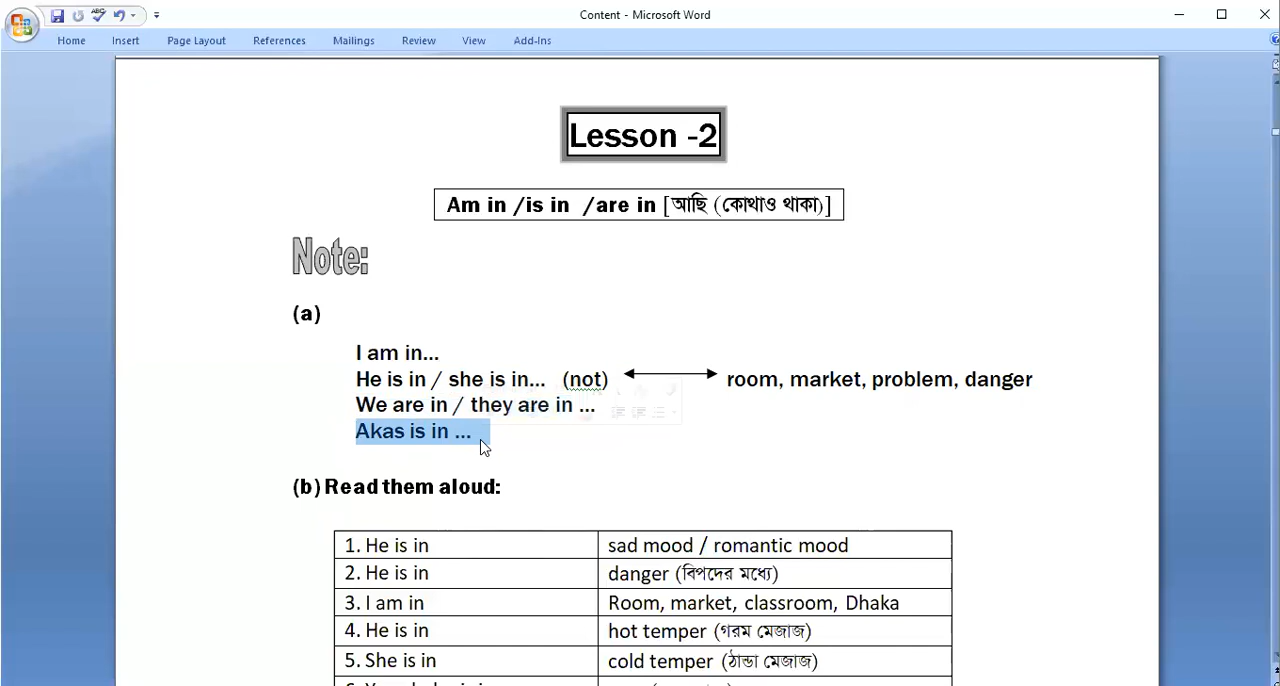 Content - Microsoft Word
Home Insert Page Layout References Mailings Review View Add-Ins
Lesson -2
Am in /is in /are in [আছি (কোথাও থাকা)]
Note:
(a)
I am in...
He is in / she is in... (not) room, market, problem, danger
We are in / they are in ...
Akas is in ...
(b) Read them aloud:
1. He is in sad mood / romantic mood
2. He is in danger (বিপদের মধ্যে)
3. I am in Room, market, classroom, Dhaka
4. He is in hot temper (গরম মেজাজ)
5. She is in cold temper (ঠান্ডা মেজাজ)